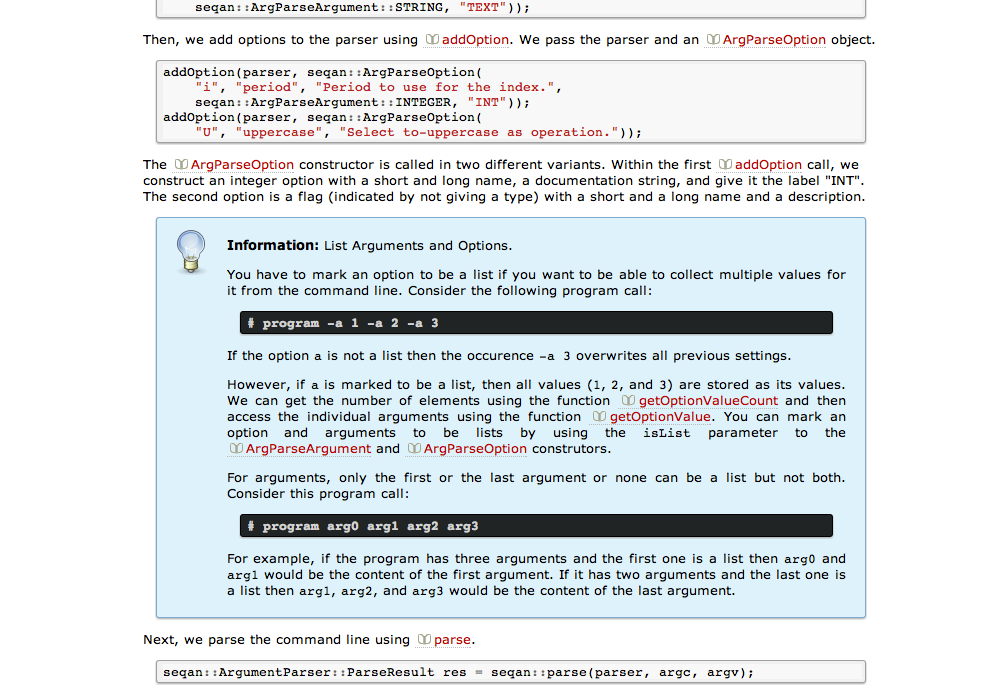 seqan::ArgParseArgument::STRING, "TEXT"));
Then, we add options to the parser using addOption. We pass the parser and an ArgParseOption object.
addOption(parser, seqan::ArgParseOption(
"i", "period", "Period to use for the index.",
seqan::ArgParseArgument::INTEGER, "INT"));
addOption(parser, seqan::ArgParseOption(
"U", "uppercase", "Select to-uppercase as operation."));
The ArgParseOption constructor is called in two different variants. Within the first addOption call, we
construct an integer option with a short and long name, a documentation string, and give it the label "INT".
The second option is a flag (indicated by not giving a type) with a short and a long name and a description.
Information: List Arguments and Options.
You have to mark an option to be a list if you want to be able to collect multiple values for
it from the command line. Consider the following program call:
# program -a 1 -a 2 -a 3
If the option a is not a list then the occurence -a 3 overwrites all previous settings.
However, if a is marked to be a list, then all values (1, 2, and 3) are stored as its values.
We can get the number of elements using the function getOptionValueCount and then
access the individual arguments using the function getOptionValue. You can mark an
option and arguments to be lists by using the isList parameter to the
ArgParseArgument and ArgParseOption construtors.
For arguments, only the first or the last argument or none can be a list but not both.
Consider this program call:
# program arg0 arg1 arg2 arg3
For example, if the program has three arguments and the first one is a list then arg0 and
arg1 would be the content of the first argument. If it has two arguments and the last one is
a list then arg1, arg2, and arg3 would be the content of the last argument.
Next, we parse the command line using parse.
seqan::ArgumentParser::ParseResult res = seqan::parse(parser, argc, argv);